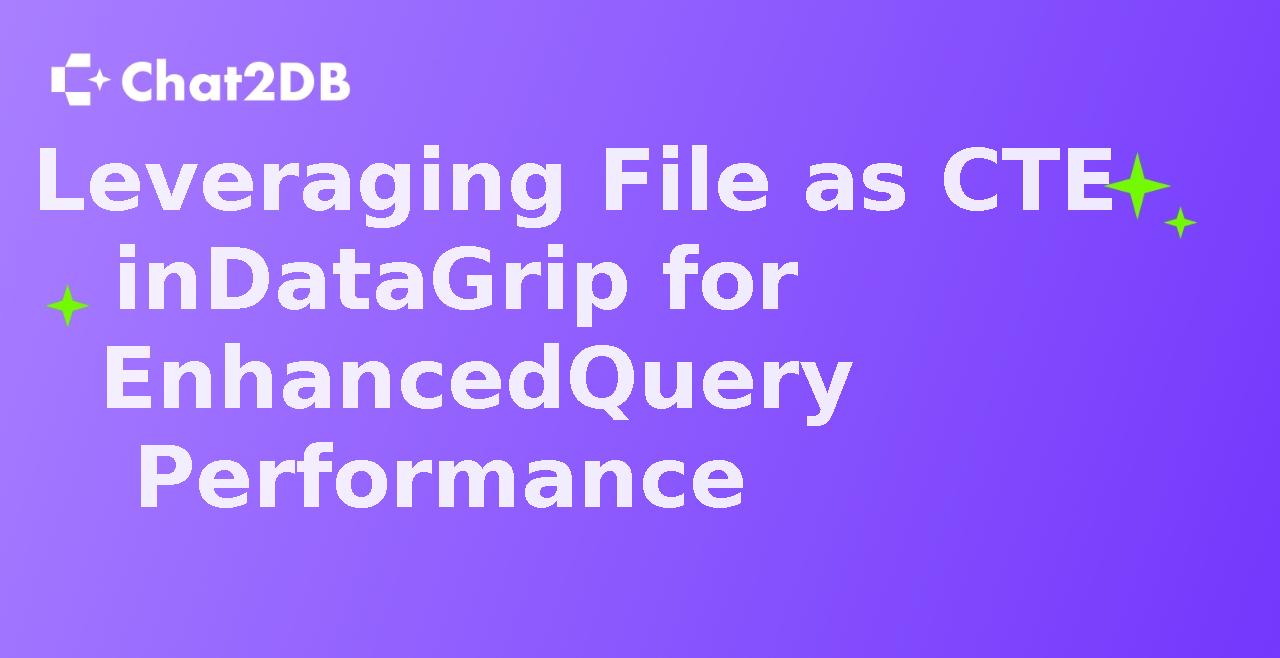 Chat2DB
Leveraging File as CTE
inDataGrip for
EnhancedQuery
Performance